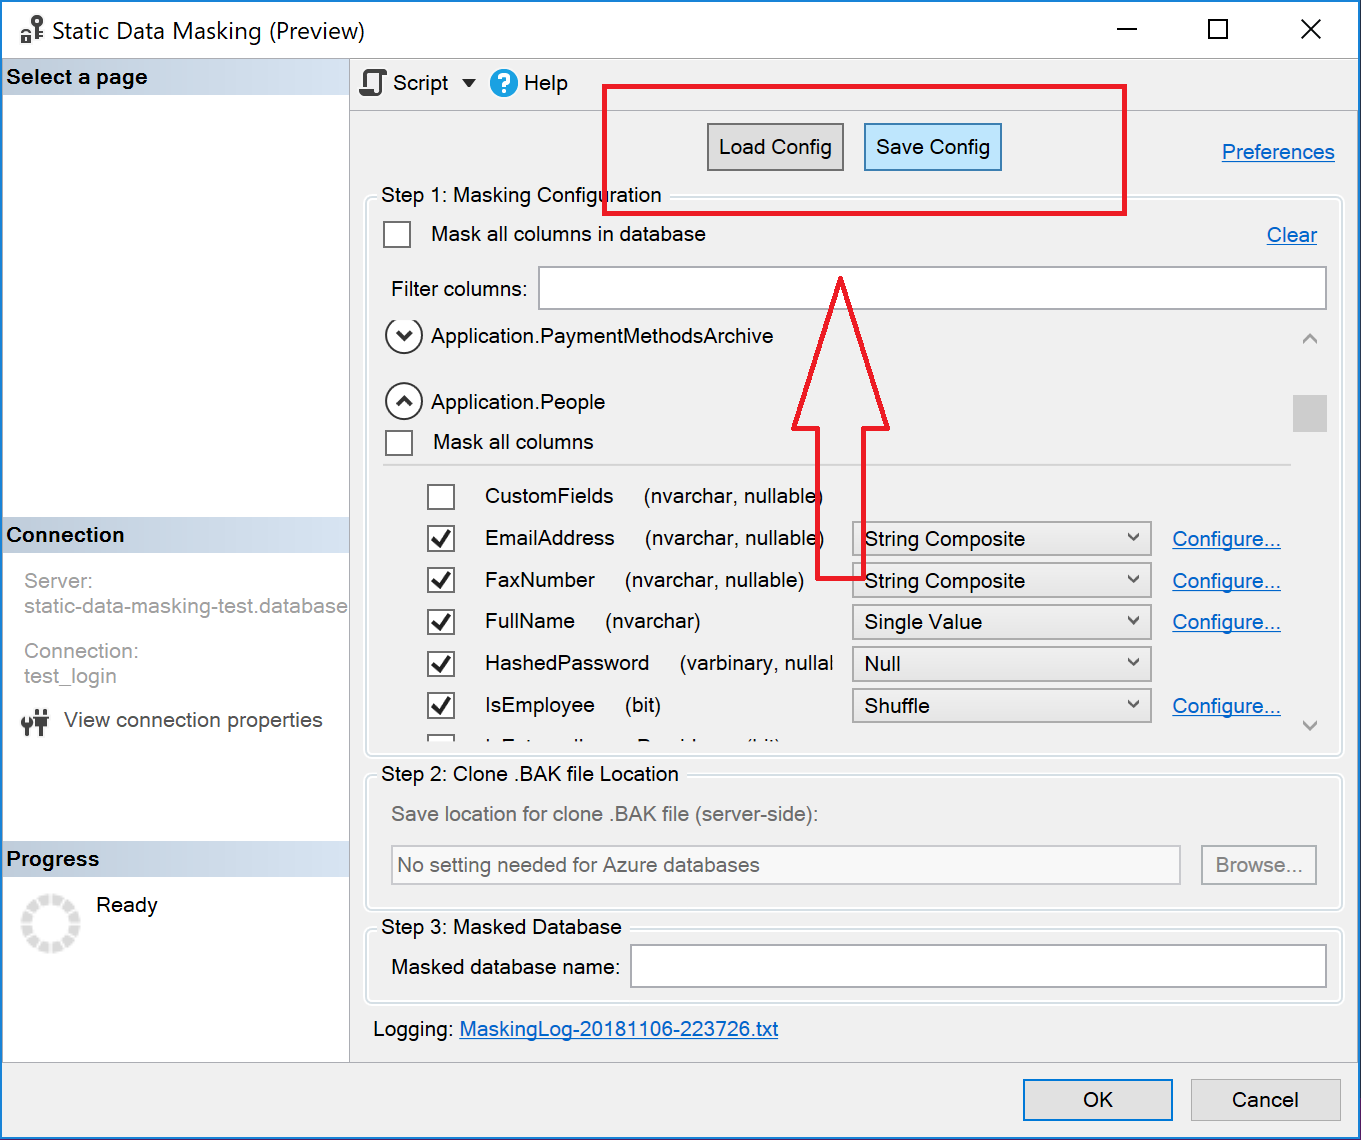 Static Data Masking (Preview)
Select a page
Script Help
Load Config Save Config
Preferences
Step 1: Masking Configuration
Mask all columns in database
Clear
Filter columns:
Application.PaymentMethodsArchive
Application.People
Mask all columns
CustomFields (nvarchar, nullable)
EmailAddress (nvarchar, nullable) String Composite Configure...
FaxNumber (nvarchar, nullable) String Composite Configure...
FullName (nvarchar) Single Value Configure...
HashedPassword (varbinary, nullal Null
IsEmployee (bit) Shuffle Configure...
Connection
Server:
static-data-masking-test.database
Connection:
test_login
View connection properties
Step 2: Clone .BAK file Location
Save location for clone .BAK file (server-side):
No setting needed for Azure databases Browse...
Progress
Ready
Step 3: Masked Database
Masked database name:
Logging: MaskingLog-20181106-223726.txt
OK Cancel